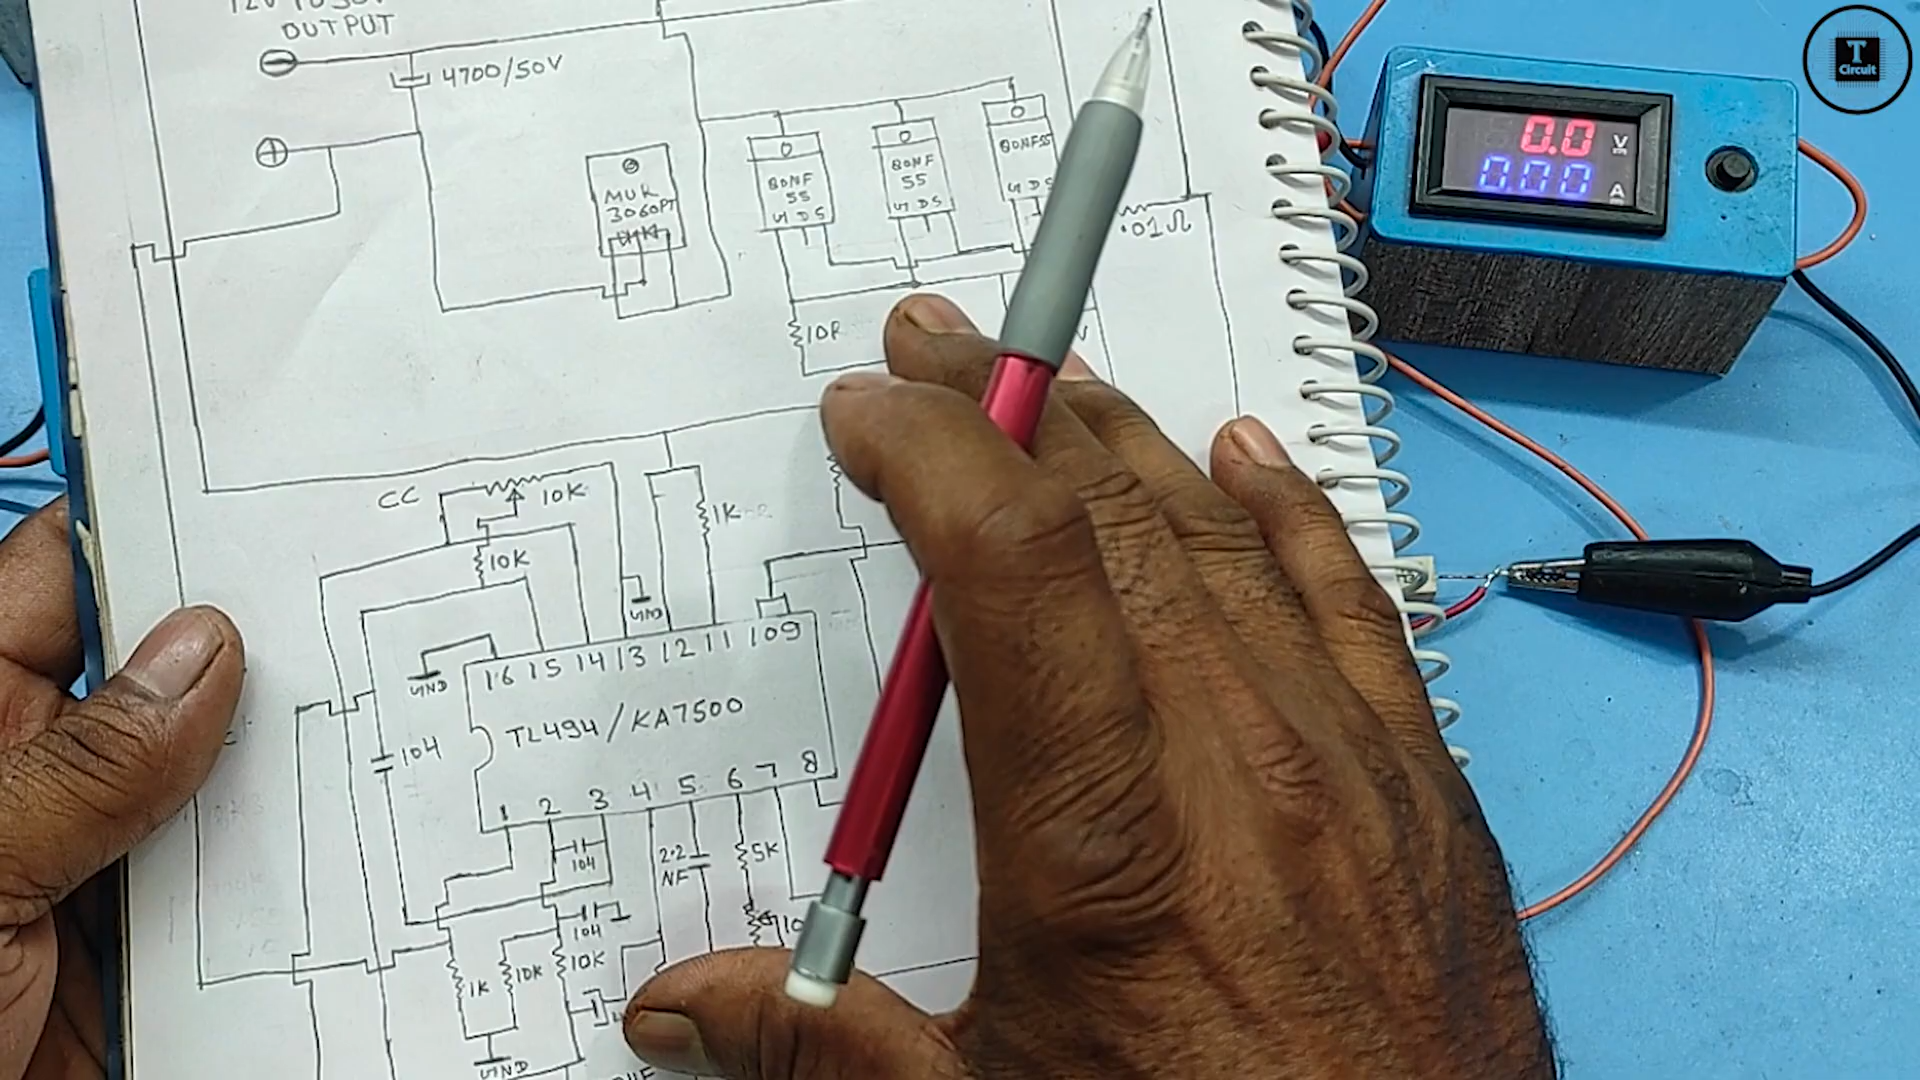 OUTPUT
4700/50V
T
Circuit
0.0 V
0.00 A
MUR
3060PT
80NF
55
G D S
80NF
55
G D S
80NF55
G D S
.01Ω
10R
CC
10K
1K
10K
GND
GND
16 15 14 13 12 11 10 9
TL494/KA7500
104
1 2 3 4 5 6 7 8
104
2.2
NF
5K
104
10K
1K
10K
GND